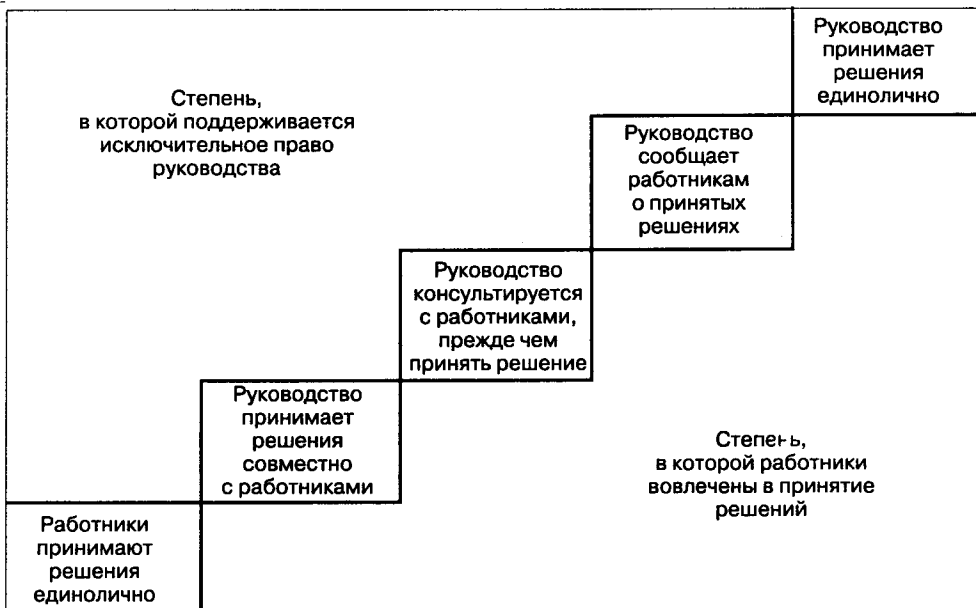 Руководство
принимает
решения
единолично
Степень,
в которой поддерживается
исключительное право
руководства
Руководство
сообщает
работникам
о принятых
решениях
Руководство
консультируется
с работниками,
прежде чем
принять решение
Руководство
принимает
решения
совместно
с работниками
Степень,
в которой работники
вовлечены в принятие
решений
Работники
принимают
решения
единолично